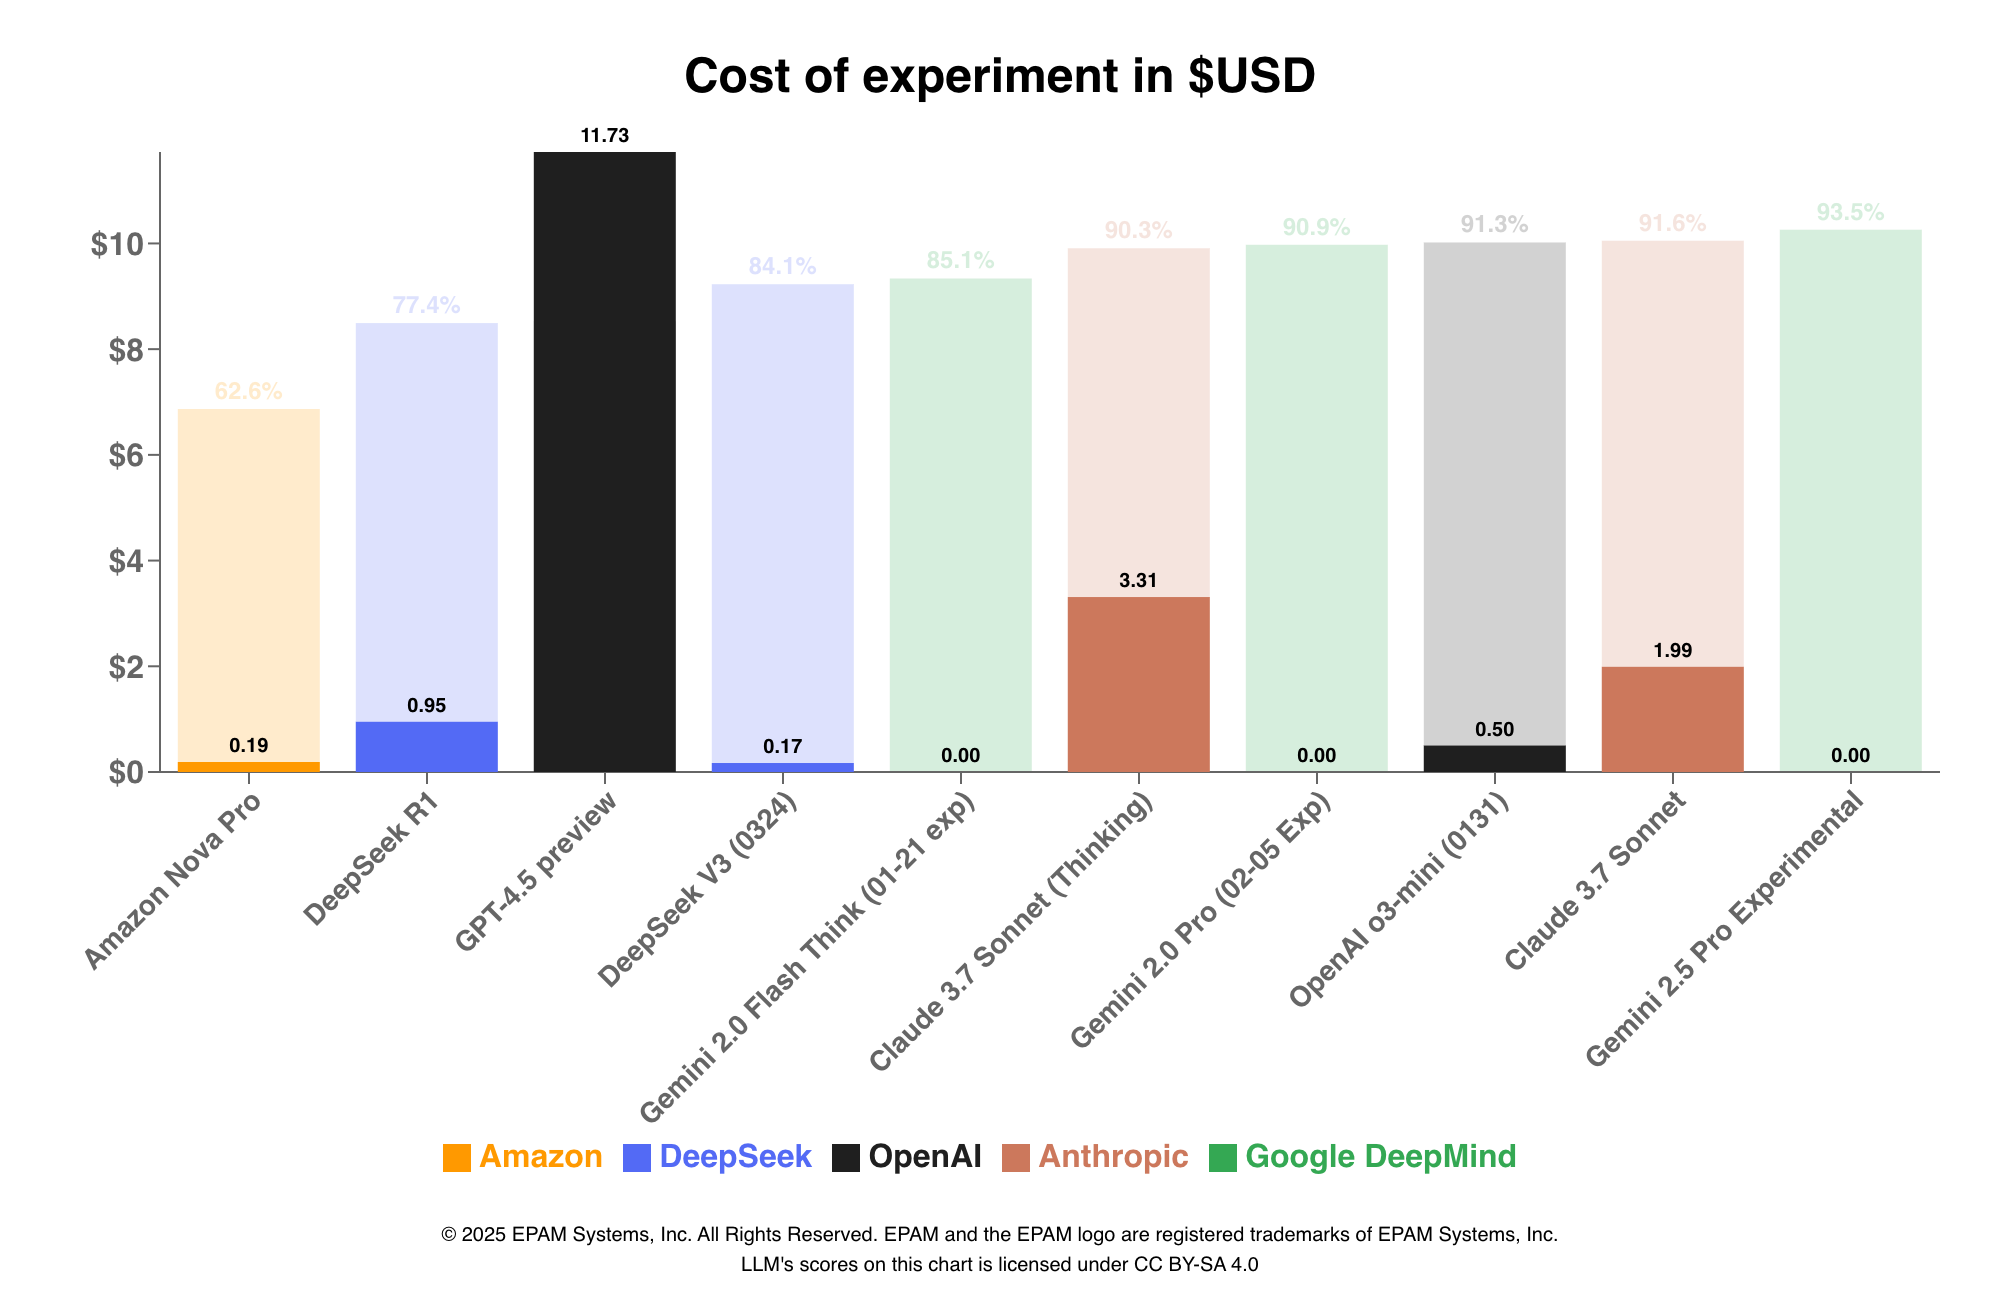 Cost of experiment in $USD
11.73
$10
$8
$6
$4
$2
$0
62.6%
77.4%
84.1%
85.1%
90.3%
90.9%
91.3%
91.6%
93.5%
0.19
0.95
0.17
0.00
3.31
0.00
0.50
1.99
0.00
Amazon Nova Pro
DeepSeek R1
GPT-4.5 preview
DeepSeek V3 (0324)
Gemini 2.0 Flash Think (01-21 exp)
Claude 3.7 Sonnet (Thinking)
Gemini 2.0 Pro (02-05 Exp)
OpenAI o3-mini (0131)
Claude 3.7 Sonnet
Gemini 2.5 Pro Experimental
Amazon DeepSeek OpenAI Anthropic Google DeepMind
© 2025 EPAM Systems, Inc. All Rights Reserved. EPAM and the EPAM logo are registered trademarks of EPAM Systems, Inc.
LLM's scores on this chart is licensed under CC BY-SA 4.0